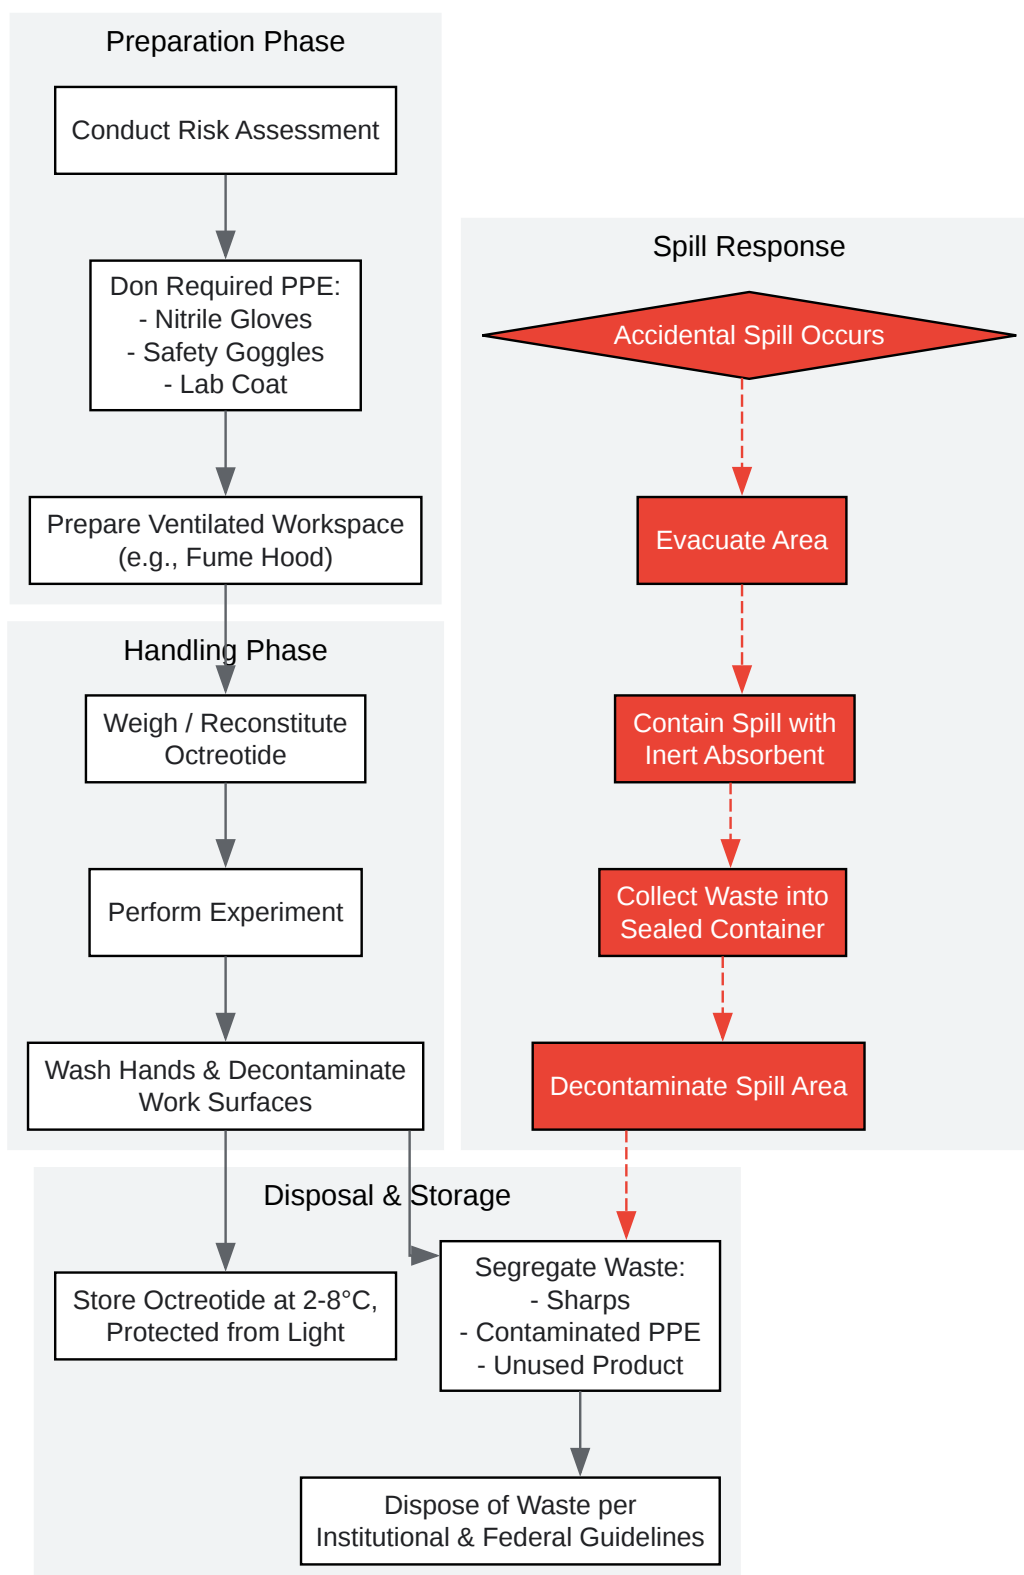 Preparation Phase
Conduct Risk Assessment
Don Required PPE:
- Nitrile Gloves
- Safety Goggles
- Lab Coat
Prepare Ventilated Workspace
(e.g., Fume Hood)
Handling Phase
Weigh / Reconstitute
Octreotide
Perform Experiment
Wash Hands & Decontaminate
Work Surfaces
Spill Response
Accidental Spill Occurs
Evacuate Area
Contain Spill with
Inert Absorbent
Collect Waste into
Sealed Container
Decontaminate Spill Area
Disposal & Storage
Store Octreotide at 2-8°C,
Protected from Light
Segregate Waste:
- Sharps
- Contaminated PPE
- Unused Product
Dispose of Waste per
Institutional & Federal Guidelines